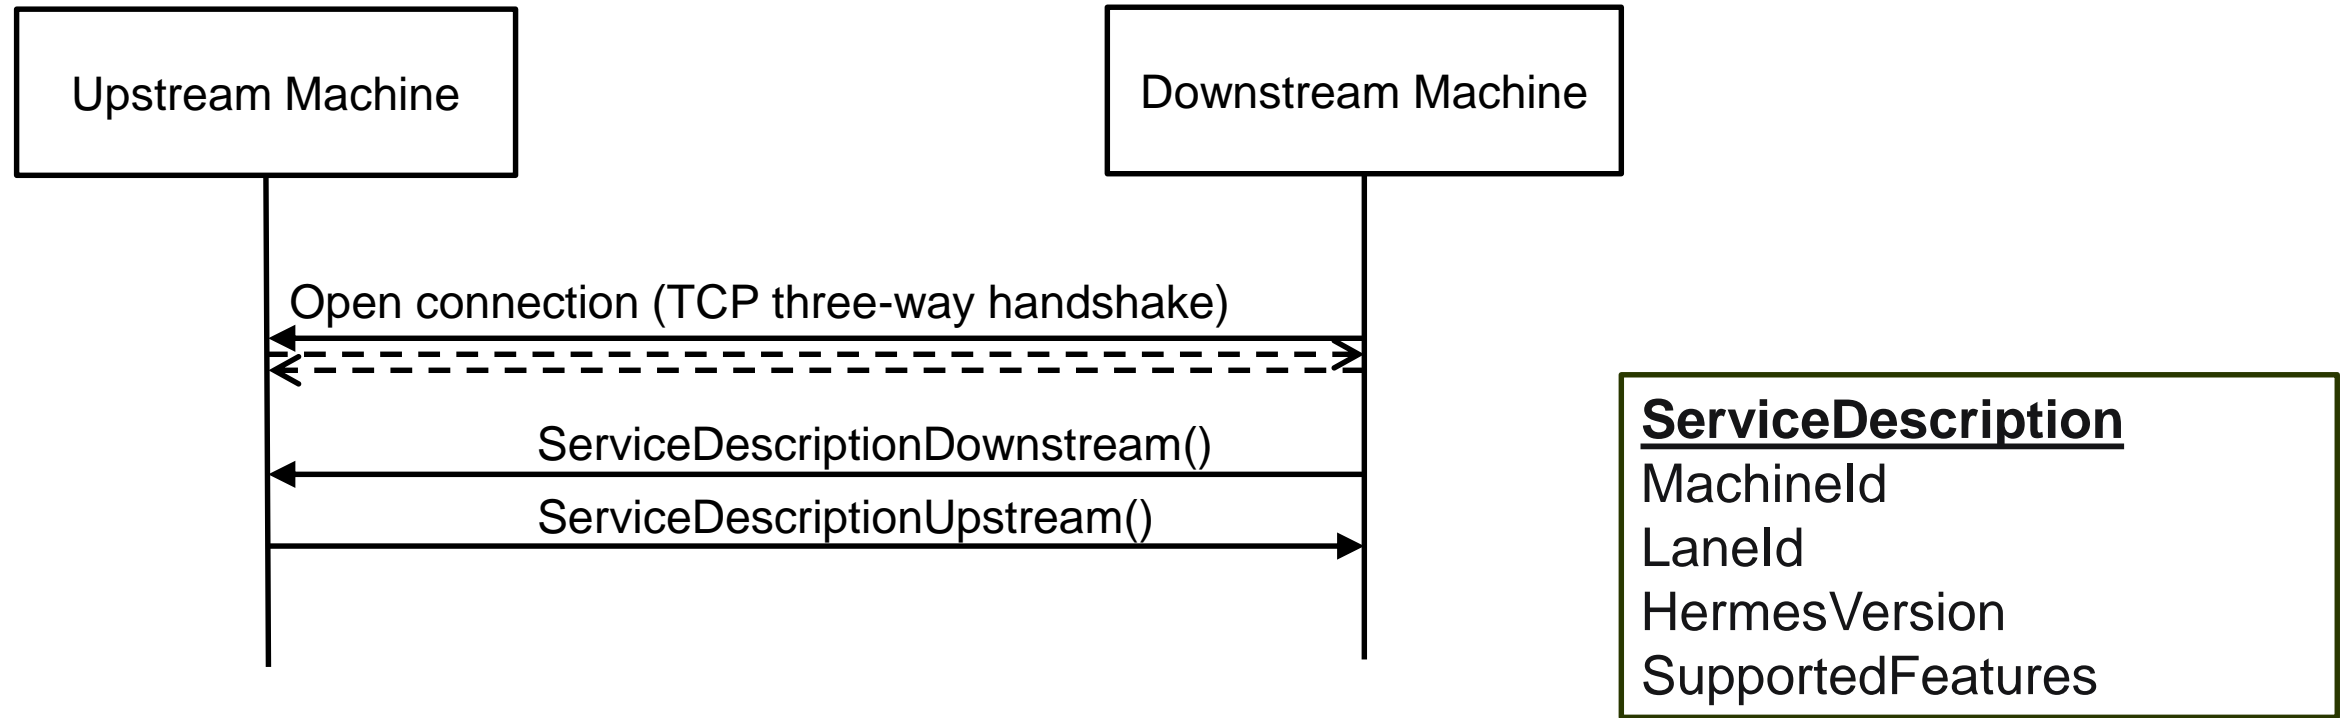 Upstream Machine
Downstream Machine
Open connection (TCP three-way handshake)
ServiceDescriptionDownstream()
ServiceDescriptionUpstream()
ServiceDescription
MachineId
LaneId
HermesVersion
SupportedFeatures